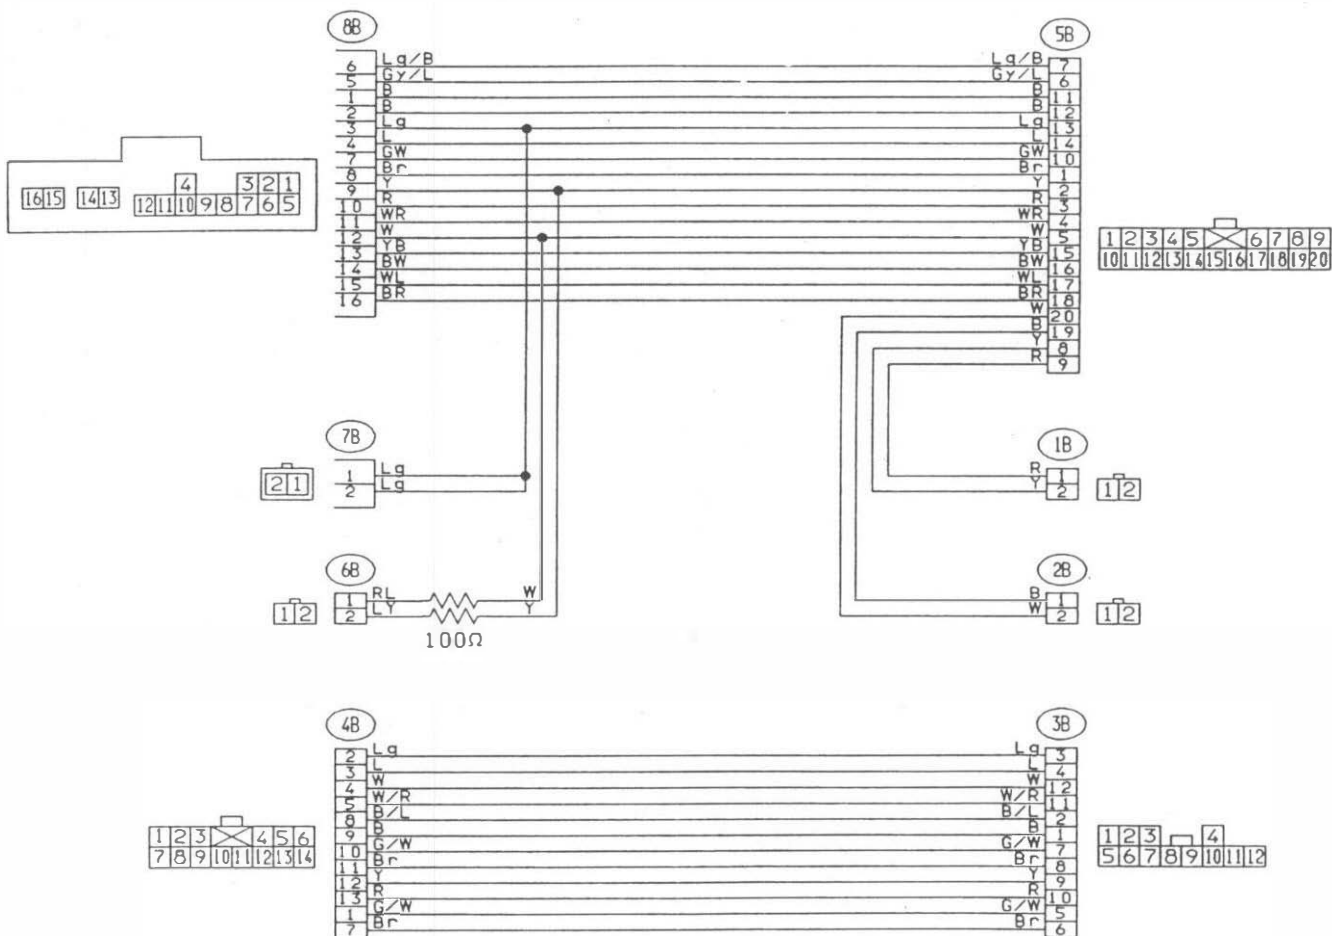 8B
5B
6 Lg/B Lg/B 7
5 Gy/L Gy/L 6
1 B B 11
2 B B 12
3 Lg Lg 13
4 L L 14
7 GW GW 10
8 Br Br 1
9 Y Y 2
10 R R 3
11 WR WR 4
12 W W 5
13 YB YB 15
14 BW BW 16
15 WL WL 17
16 BR BR 18
W 20
B 19
Y 8
R 9
4 3 2 1
16 15 14 13 12 11 10 9 8 7 6 5
1 2 3 4 5 6 7 8 9
10 11 12 13 14 15 16 17 18 19 20
7B
1B
2 1
1 Lg
2 Lg
R 1
Y 2
1 2
6B
2B
1 2
1 RL W
2 LY Y
100Ω
B 1
W 2
1 2
4B
3B
2 Lg Lg 3
3 L L 4
4 W W 12
5 W/R W/R 11
8 B/L B/L 2
9 B B 1
10 G/W G/W 7
11 Br Br 8
12 Y Y 9
13 R R 10
1 G/W G/W 5
7 Br Br 6
1 2 3 4 5 6
7 8 9 10 11 12 13 14
1 2 3 4
5 6 7 8 9 10 11 12